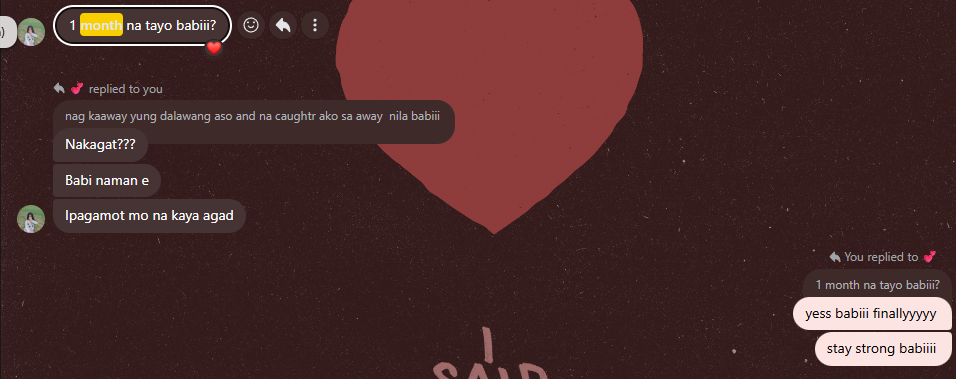 )
1 month na tayo babiii?
replied to you
nag kaaway yung dalawang aso and na caughtr ako sa away nila babiii
Nakagat???
Babi naman e
Ipagamot mo na kaya agad
You replied to
1 month na tayo babiii?
yess babiii finallyyyyy
stay strong babiiii
I
SAID